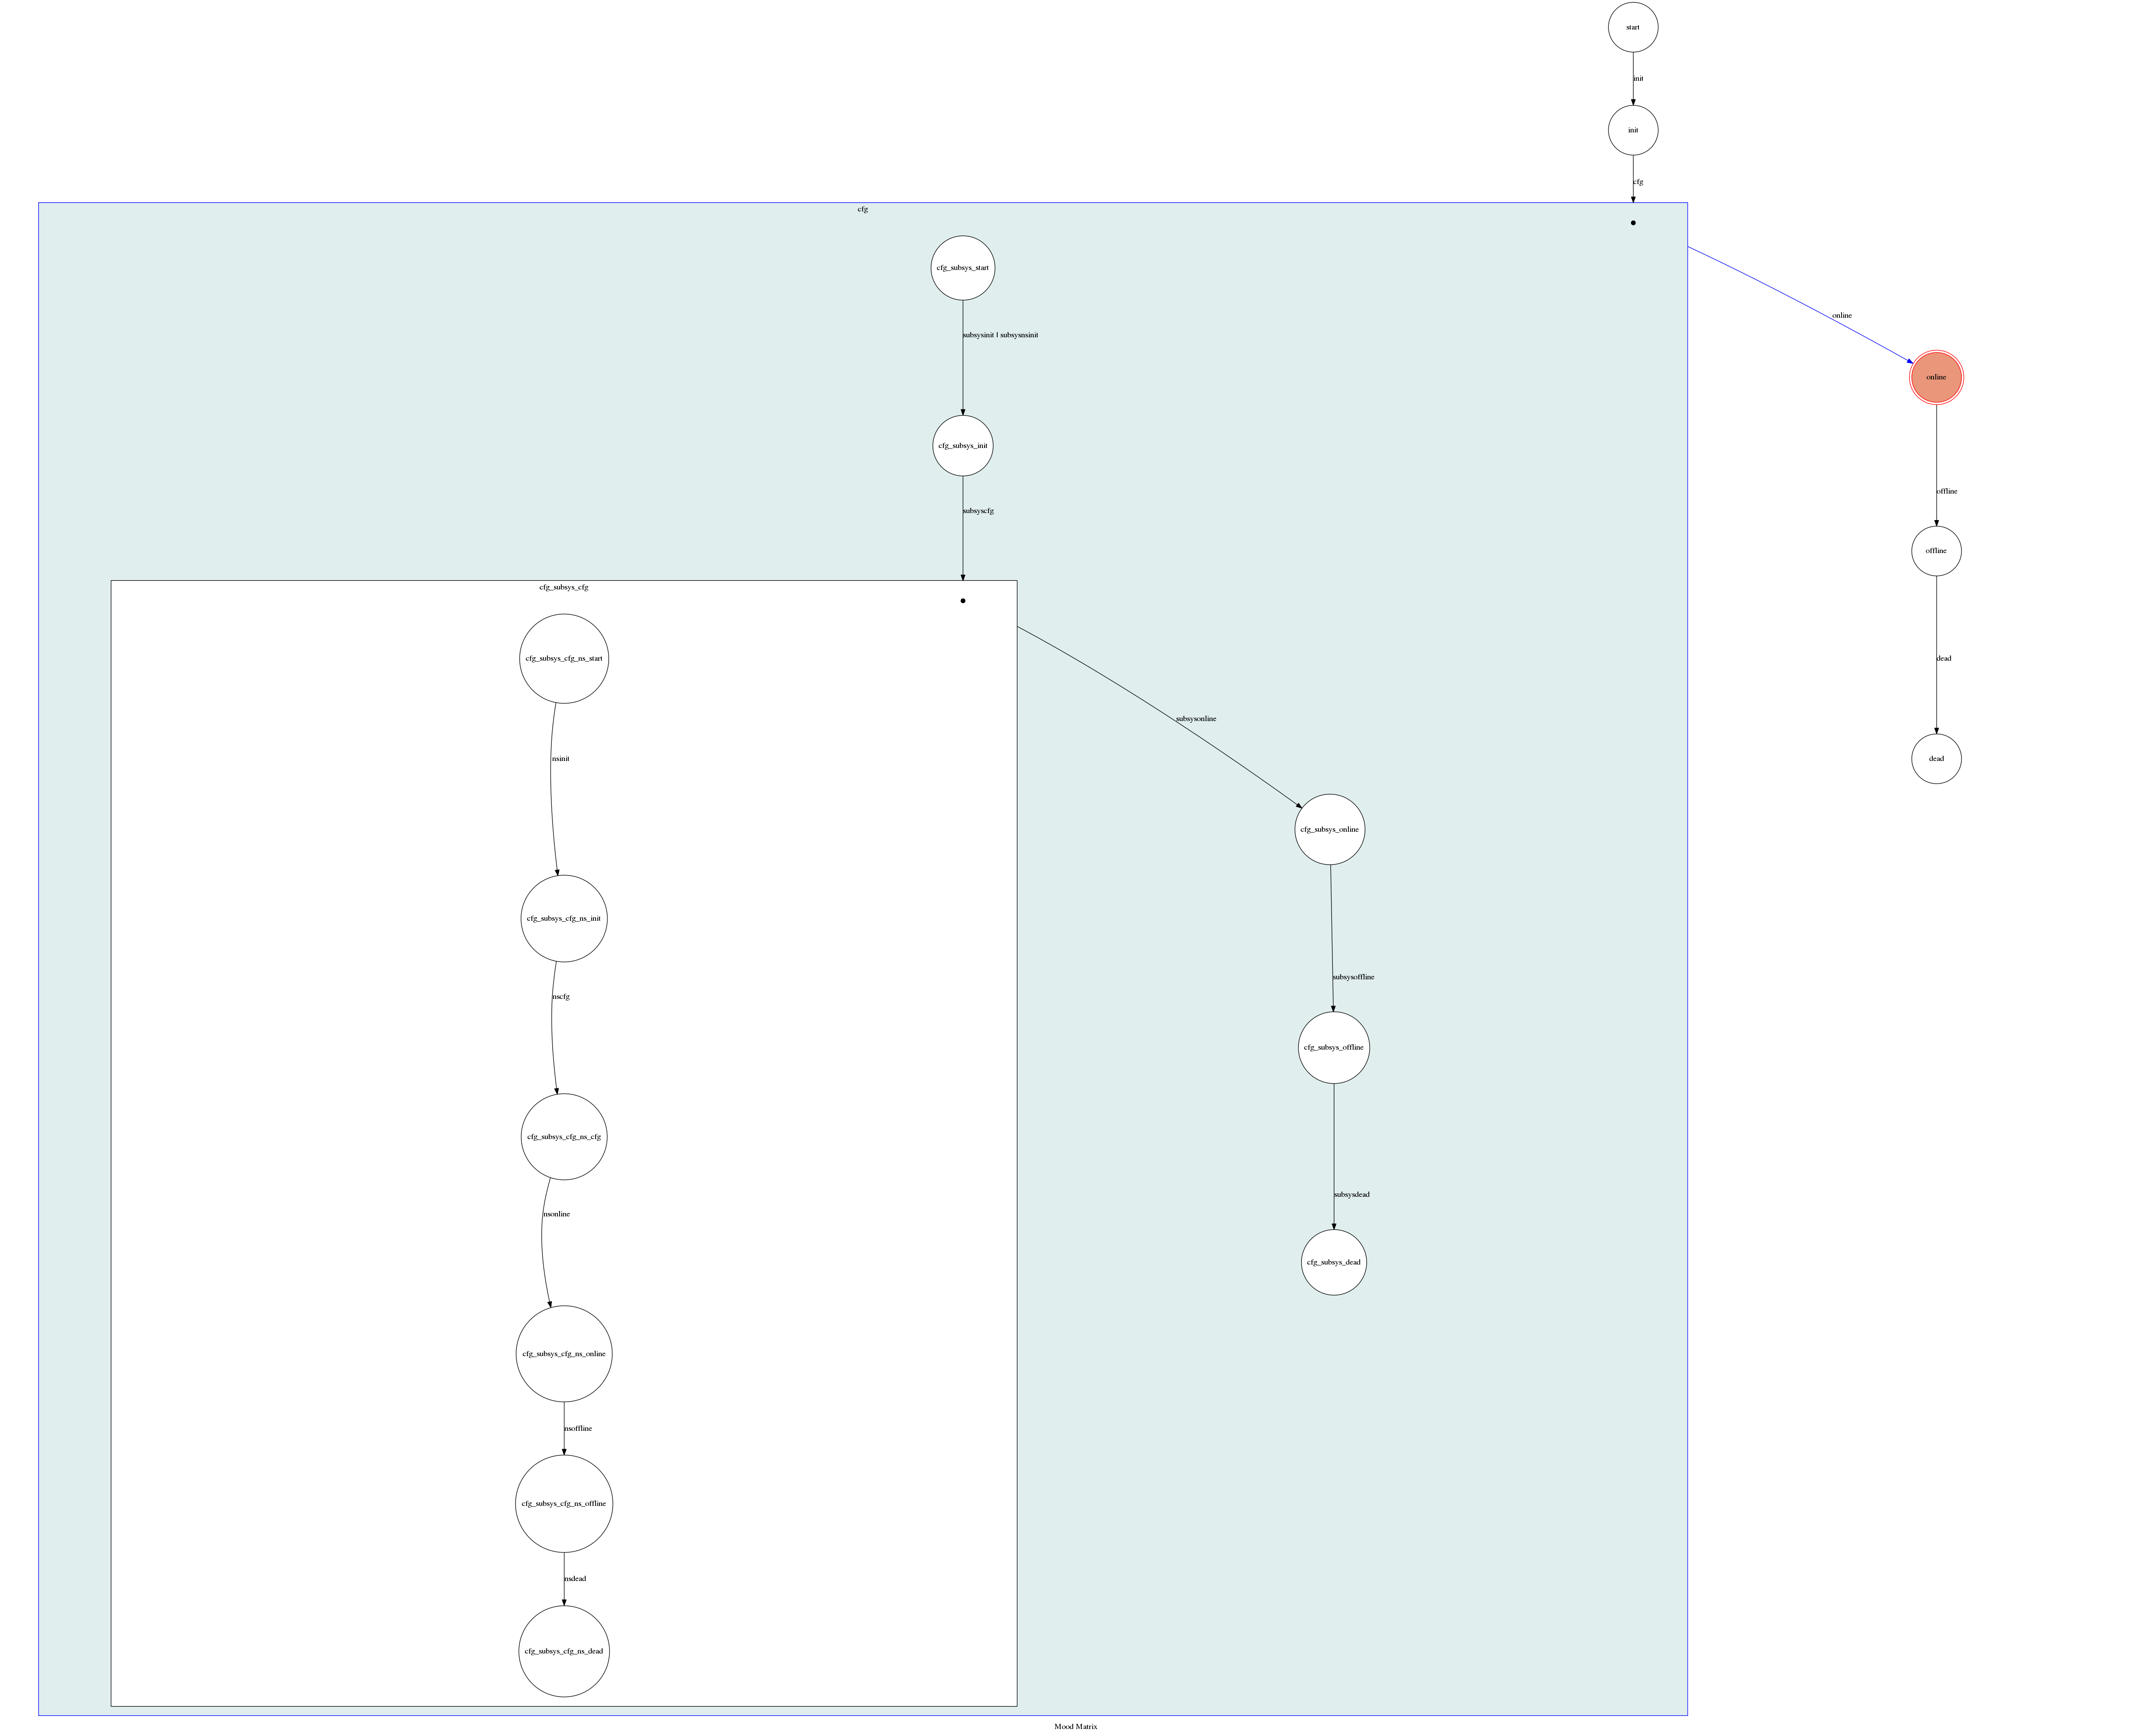 start
init
init
cfg
cfg
cfg_subsys_start
subsysinit | subsysnsinit
cfg_subsys_init
subsyscfg
cfg_subsys_cfg
cfg_subsys_cfg_ns_start
nsinit
cfg_subsys_cfg_ns_init
nscfg
cfg_subsys_cfg_ns_cfg
nsonline
cfg_subsys_cfg_ns_online
nsoffline
cfg_subsys_cfg_ns_offline
nsdead
cfg_subsys_cfg_ns_dead
subsysonline
cfg_subsys_online
subsysoffline
cfg_subsys_offline
subsysdead
cfg_subsys_dead
online
online
offline
offline
dead
dead
Mood Matrix